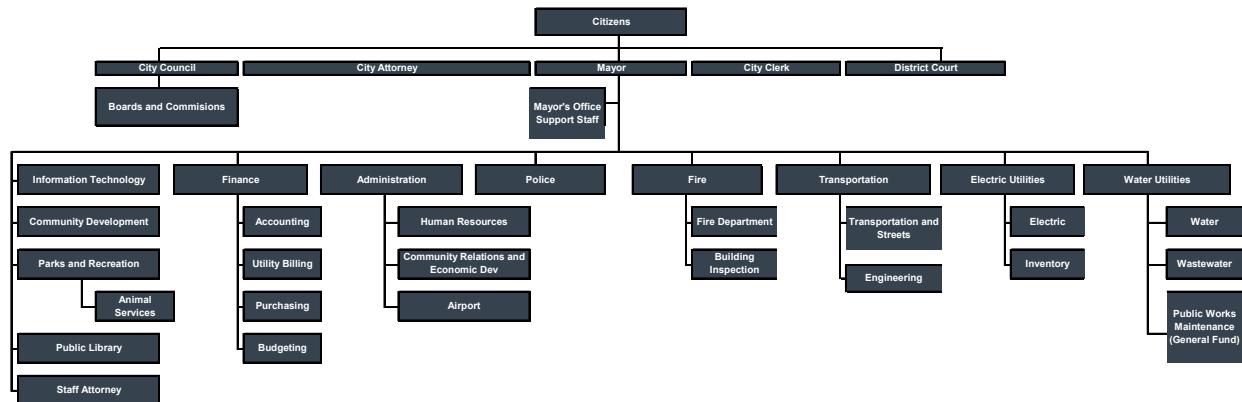 Citizens
City Council
City Attorney
Mayor
City Clerk
District Court
Boards and Commisions
Mayor's Office
Support Staff
Information Technology
Finance
Administration
Police
Fire
Transportation
Electric Utilities
Water Utilities
Community Development
Accounting
Human Resources
Fire Department
Transportation and
Streets
Electric
Water
Parks and Recreation
Utility Billing
Community Relations and
Economic Dev
Building
Inspection
Engineering
Inventory
Wastewater
Animal
Services
Purchasing
Airport
Public Works
Maintenance
(General Fund)
Public Library
Budgeting
Staff Attorney